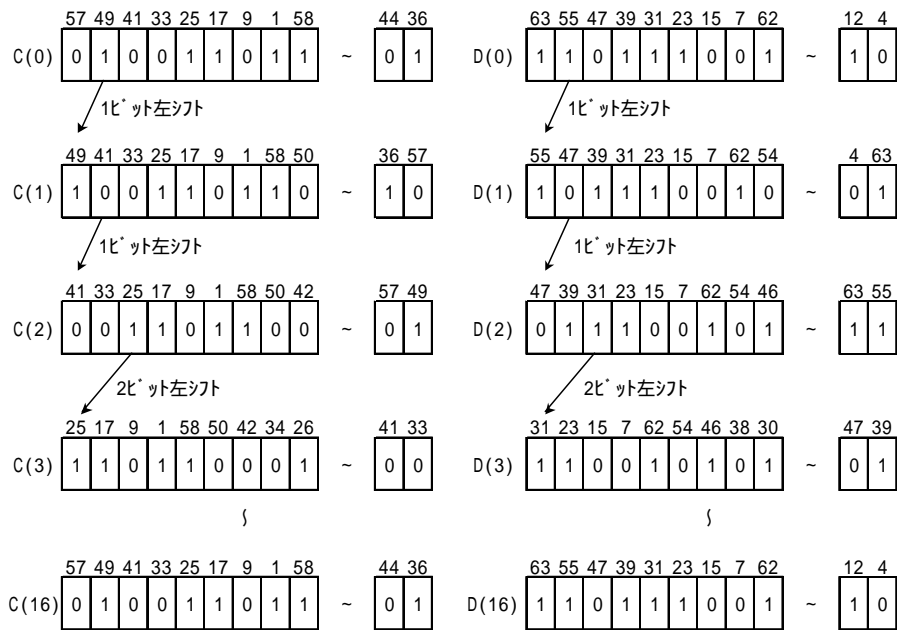 57 49 41 33 25 17 9 1 58 44 36 63 55 47 39 31 23 15 7 62 12 4
C(0) 0 1 0 0 1 1 0 1 1 ~ 0 1 D(0) 1 1 0 1 1 1 0 0 1 ~ 1 0
1ビット左シフト 1ビット左シフト
49 41 33 25 17 9 1 58 50 36 57 55 47 39 31 23 15 7 62 54 4 63
C(1) 1 0 0 1 1 0 1 1 0 ~ 1 0 D(1) 1 0 1 1 1 0 0 1 0 ~ 0 1
1ビット左シフト 1ビット左シフト
41 33 25 17 9 1 58 50 42 57 49 47 39 31 23 15 7 62 54 46 63 55
C(2) 0 0 1 1 0 1 1 0 0 ~ 0 1 D(2) 0 1 1 1 0 0 1 0 1 ~ 1 1
2ビット左シフト 2ビット左シフト
25 17 9 1 58 50 42 34 26 41 33 31 23 15 7 62 54 46 38 30 47 39
C(3) 1 1 0 1 1 0 0 0 1 ~ 0 0 D(3) 1 1 0 0 1 0 1 0 1 ~ 0 1
~ ~
57 49 41 33 25 17 9 1 58 44 36 63 55 47 39 31 23 15 7 62 12 4
C(16) 0 1 0 0 1 1 0 1 1 ~ 0 1 D(16) 1 1 0 1 1 1 0 0 1 ~ 1 0